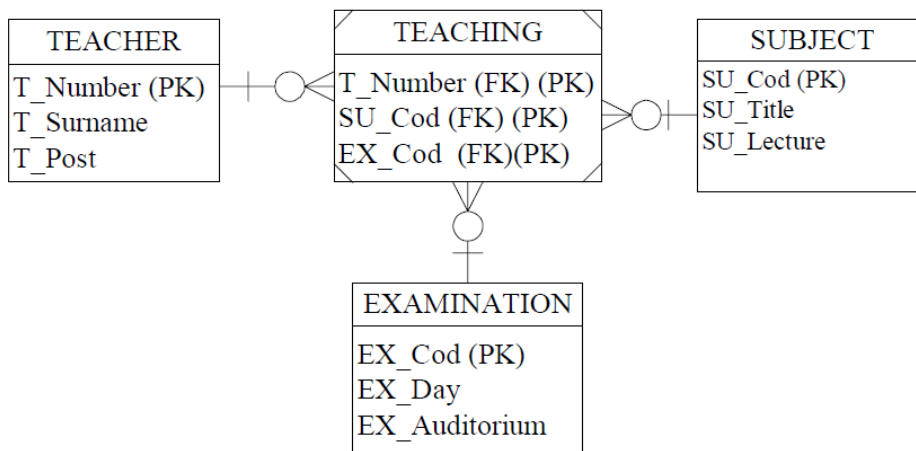 TEACHER
T_Number (PK)
T_Surname
T_Post
TEACHING
T_Number (FK) (PK)
SU_Cod (FK) (PK)
EX_Cod (FK)(PK)
SUBJECT
SU_Cod (PK)
SU_Title
SU_Lecture
EXAMINATION
EX_Cod (PK)
EX_Day
EX_Auditorium